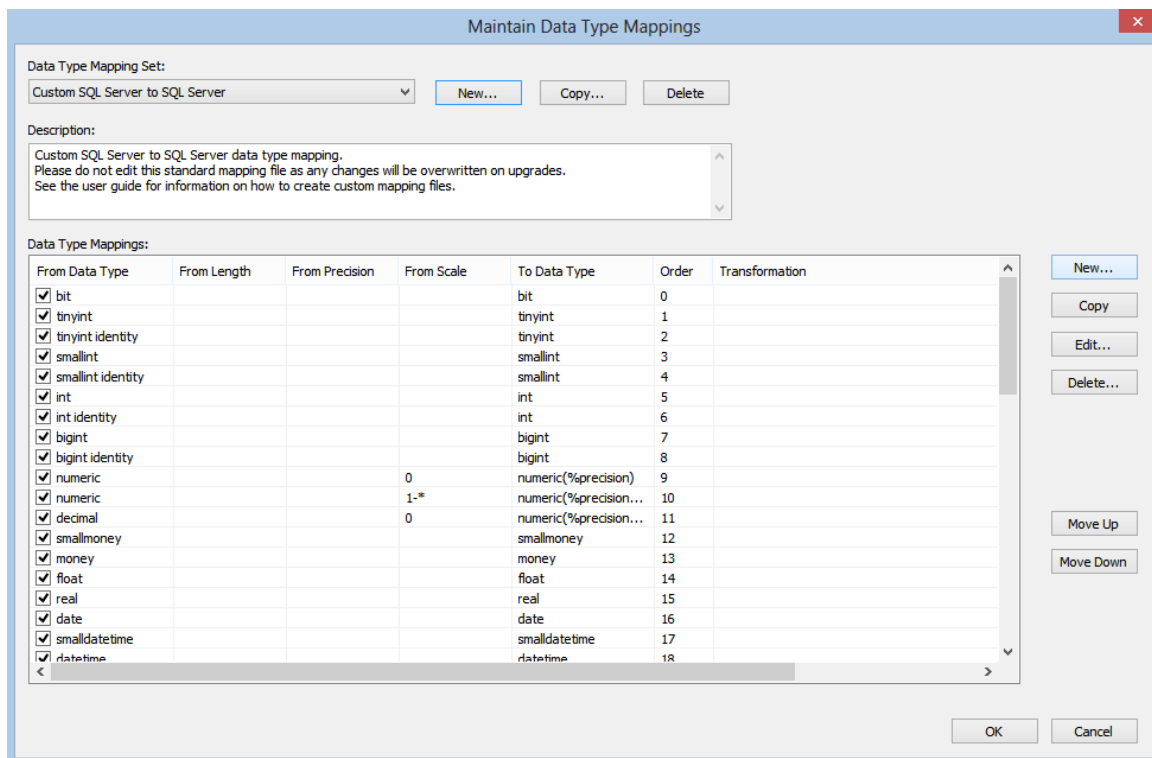 Maintain Data Type Mappings
Data Type Mapping Set:
Custom SQL Server to SQL Server New... Copy... Delete
Description:
Custom SQL Server to SQL Server data type mapping.
Please do not edit this standard mapping file as any changes will be overwritten on upgrades.
See the user guide for information on how to create custom mapping files.
Data Type Mappings:
From Data Type From Length From Precision From Scale To Data Type Order Transformation
bit bit 0
tinyint tinyint 1
tinyint identity tinyint 2
smallint smallint 3
smallint identity smallint 4
int int 5
int identity int 6
bigint bigint 7
bigint identity bigint 8
numeric 0 numeric(%precision) 9
numeric 1-* numeric(%precision... 10
decimal 0 numeric(%precision... 11
smallmoney smallmoney 12
money money 13
float float 14
real real 15
date date 16
smalldatetime smalldatetime 17
datetime datetime 18
New...
Copy
Edit...
Delete...
Move Up
Move Down
OK Cancel